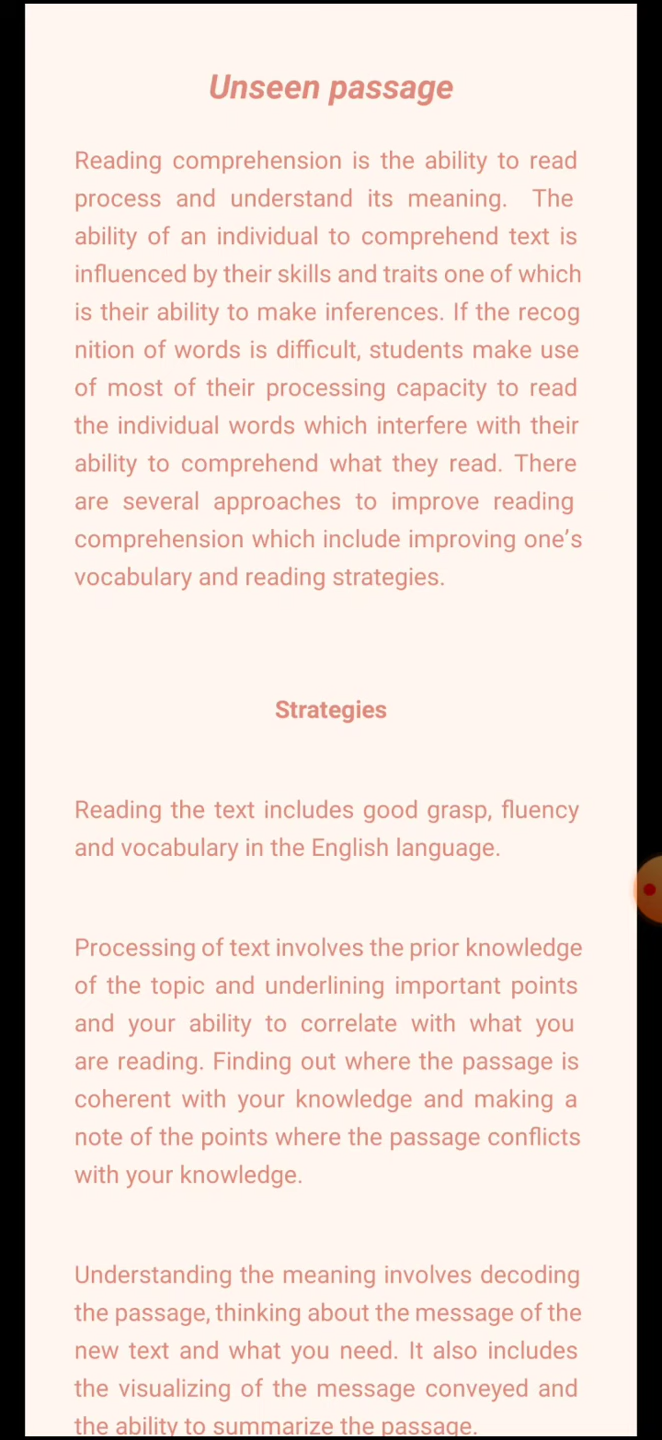 Unseen passage
Reading comprehension is the ability to read
process and understand its meaning. The
ability of an individual to comprehend text is
influenced by their skills and traits one of which
is their ability to make inferences. If the recog
nition of words is difficult, students make use
of most of their processing capacity to read
the individual words which interfere with their
ability to comprehend what they read. There
are several approaches to improve reading
comprehension which include improving one’s
vocabulary and reading strategies.
Strategies
Reading the text includes good grasp, fluency
and vocabulary in the English language.
Processing of text involves the prior knowledge
of the topic and underlining important points
and your ability to correlate with what you
are reading. Finding out where the passage is
coherent with your knowledge and making a
note of the points where the passage conflicts
with your knowledge.
Understanding the meaning involves decoding
the passage, thinking about the message of the
new text and what you need. It also includes
the visualizing of the message conveyed and
the ability to summarize the passage.